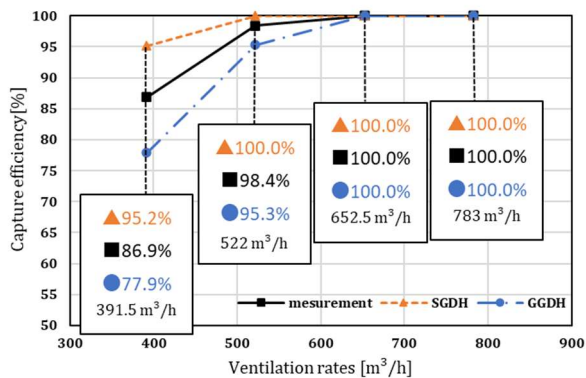 Capture efficiency[%]
100
95
90
85
80
75
70
65
60
55
50
95.2%
86.9%
77.9%
391.5 m³/h
100.0%
98.4%
95.3%
522 m³/h
100.0%
100.0%
100.0%
652.5 m³/h
100.0%
100.0%
100.0%
783 m³/h
mesurement SGDH GGDH
300 400 500 600 700 800 900
Ventilation rates [m³/h]